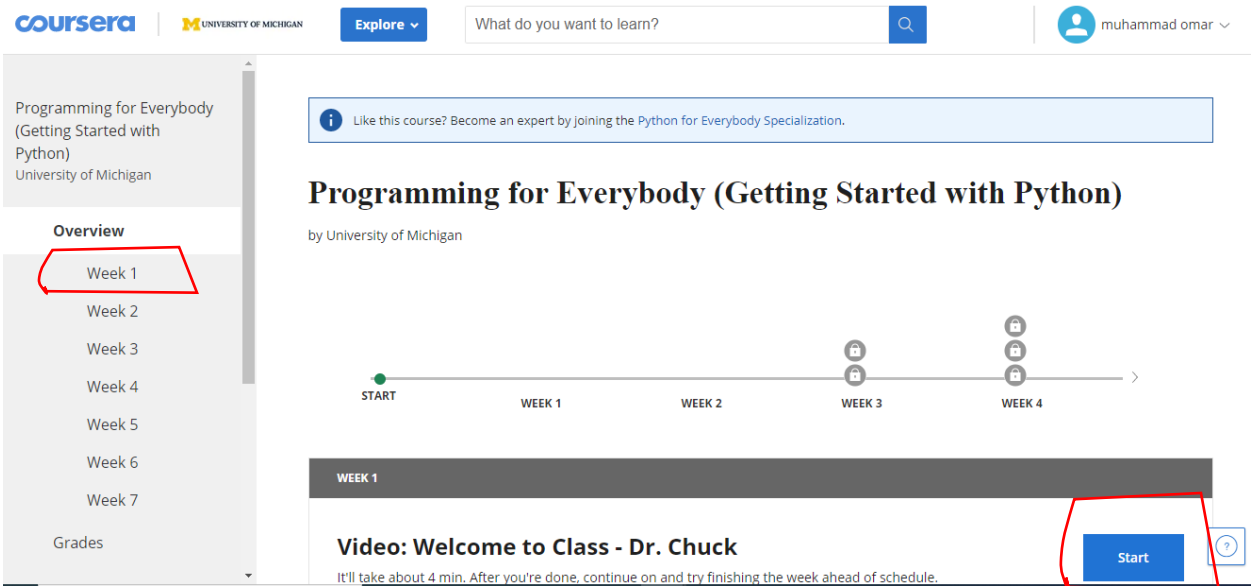 coursera
M UNIVERSITY OF MICHIGAN
Explore
What do you want to learn?
muhammad omar
Programming for Everybody
(Getting Started with
Python)
University of Michigan
Overview
Week 1
Week 2
Week 3
Week 4
Week 5
Week 6
Week 7
Grades
i Like this course? Become an expert by joining the Python for Everybody Specialization.
Programming for Everybody (Getting Started with Python)
by University of Michigan
START
WEEK 1
WEEK 2
WEEK 3
WEEK 4
WEEK 1
Video: Welcome to Class - Dr. Chuck
It'll take about 4 min. After you're done, continue on and try finishing the week ahead of schedule.
Start
?